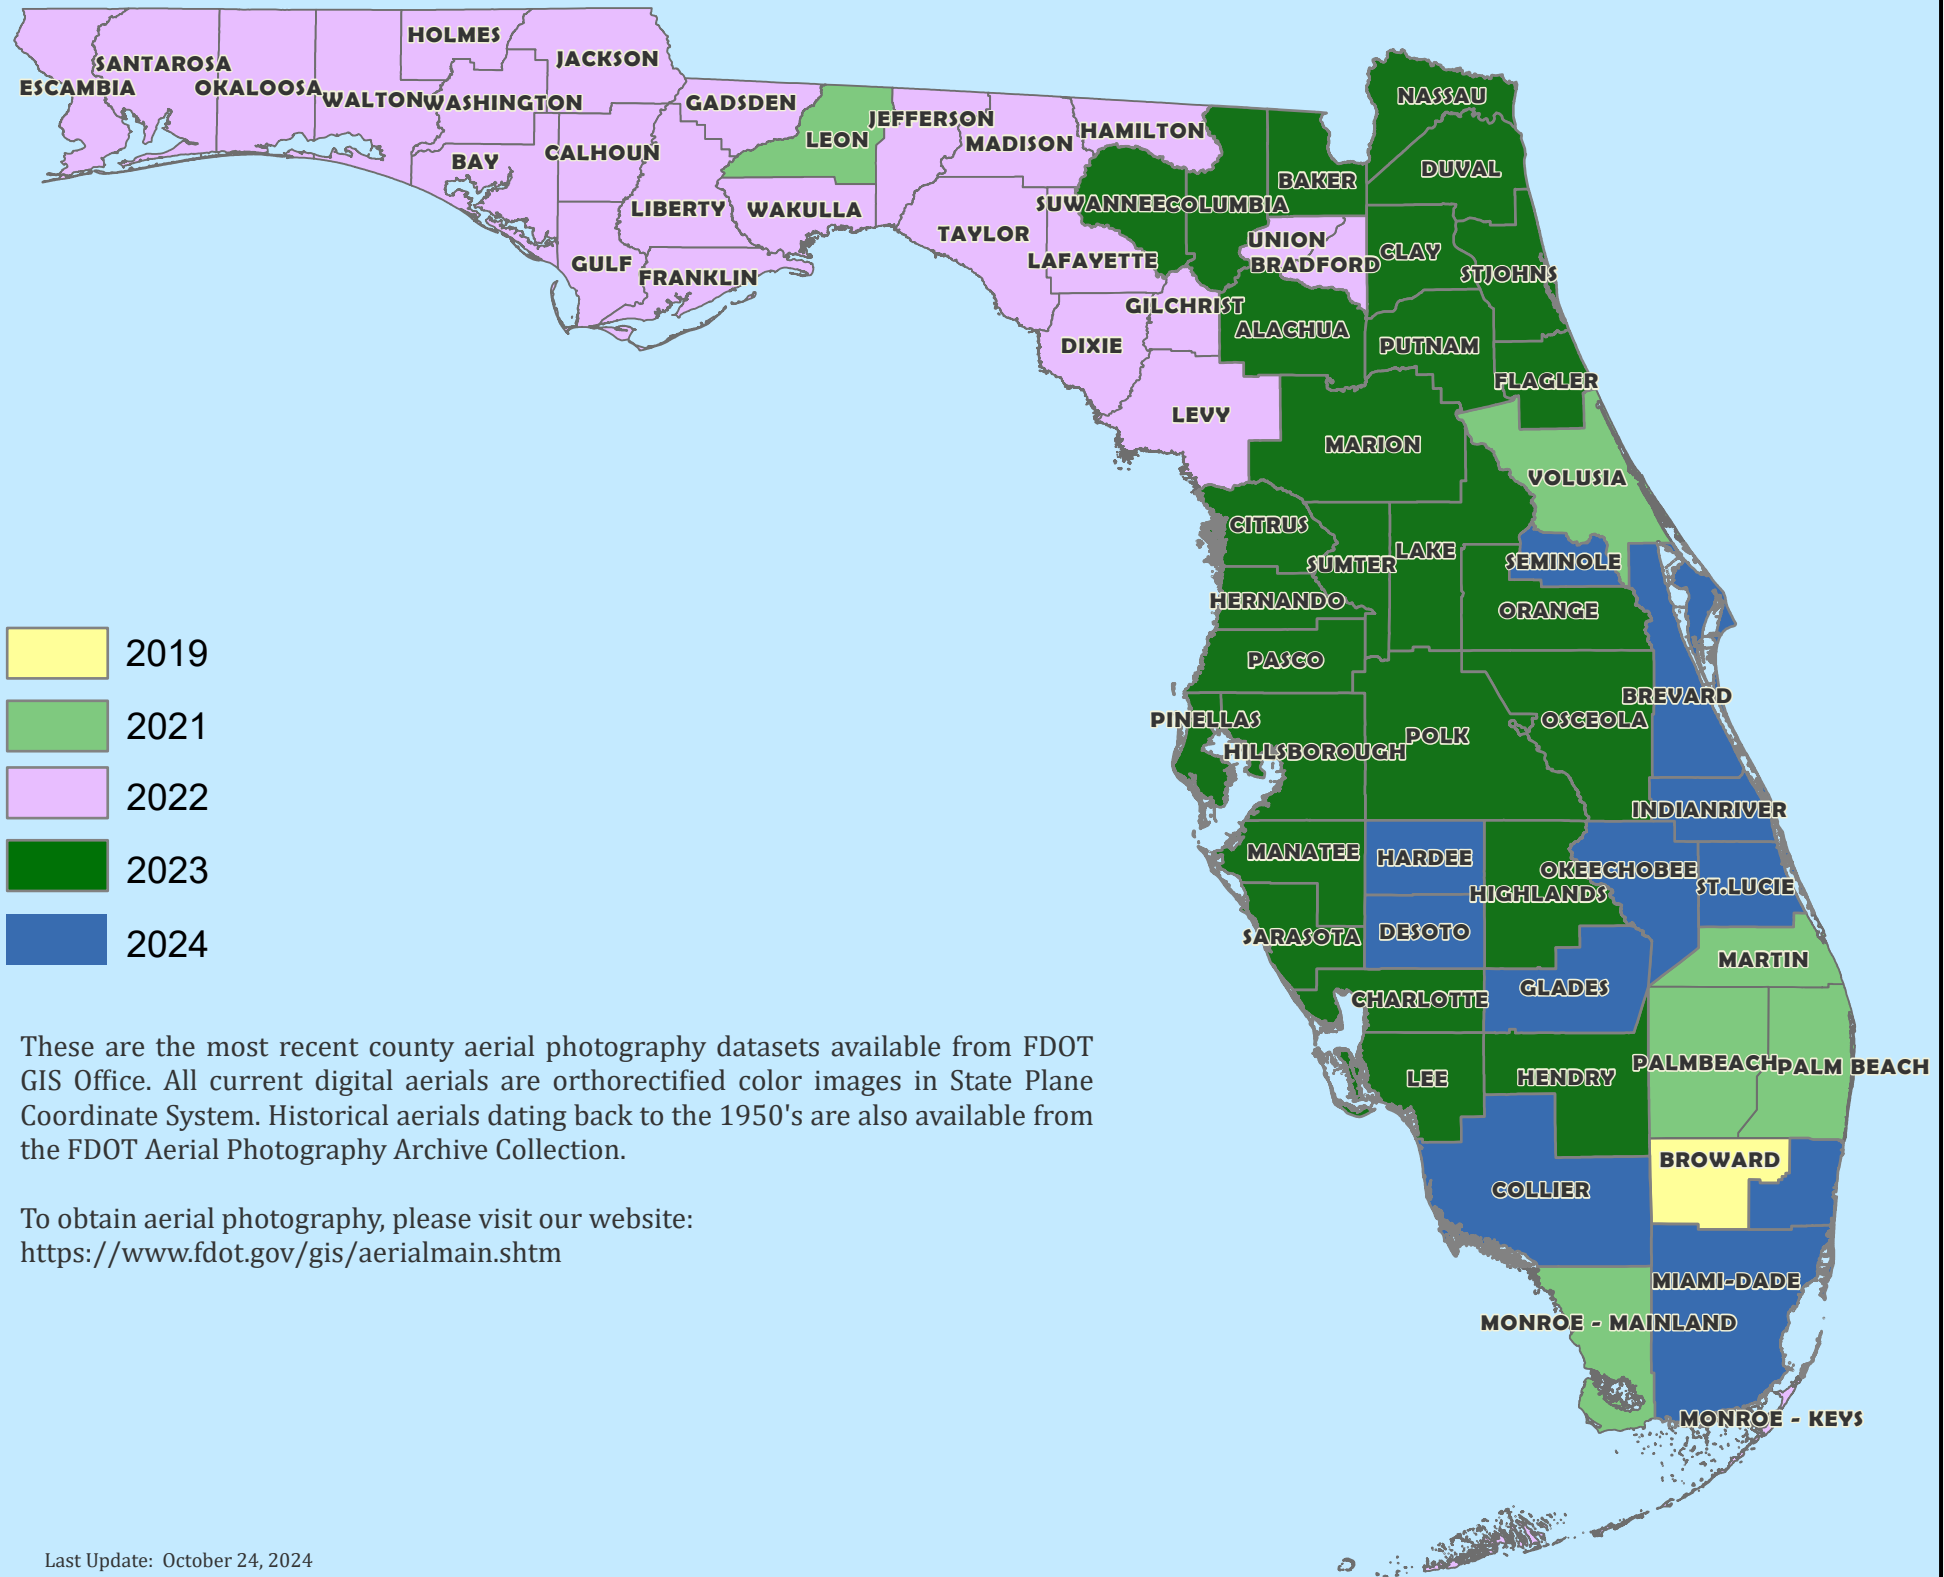 HOLMES
JACKSON
SANTAROSA
ESCAMBIA
OKALOOSA
WALTON
WASHINGTON
GADSDEN
NASSAU
JEFFERSON
LEON
MADISON
HAMILTON
BAY
CALHOUN
DUVAL
BAKER
LIBERTY
WAKULLA
SUWANNEE
COLUMBIA
TAYLOR
UNION
CLAY
GULF
FRANKLIN
LAFAYETTE
BRADFORD
STJOHNS
GILCHRIST
ALACHUA
DIXIE
PUTNAM
FLAGLER
LEVY
MARION
VOLUSIA
CITRUS
SUMTER
LAKE
SEMINOLE
HERNANDO
ORANGE
2019
PASCO
BREVARD
2021
PINELLAS
HILLSBOROUGH
POLK
OSCEOLA
2022
INDIANRIVER
2023
MANATEE
HARDEE
OKEECHOBEE
HIGHLANDS
ST.LUCIE
2024
SARASOTA
DESOTO
MARTIN
CHARLOTTE
GLADES
These are the most recent county aerial photography datasets available from FDOT
GIS Office. All current digital aerials are orthorectified color images in State Plane
Coordinate System. Historical aerials dating back to the 1950's are also available from
the FDOT Aerial Photography Archive Collection.
LEE
HENDRY
PALMBEACH
PALM BEACH
BROWARD
COLLIER
To obtain aerial photography, please visit our website:
https://www.fdot.gov/gis/aerialmain.shtm
MIAMI-DADE
MONROE - MAINLAND
MONROE - KEYS
Last Update: October 24, 2024